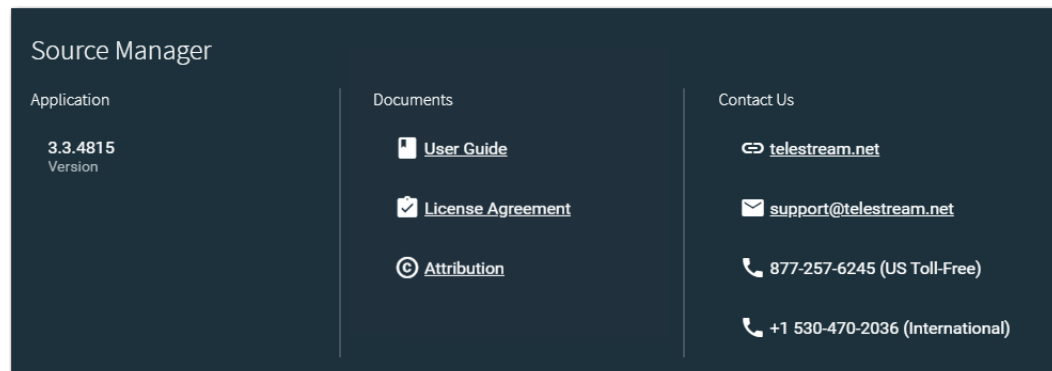 Source Manager
Application
3.3.4815
Version
Documents
User Guide
License Agreement
Attribution
Contact Us
telestream.net
support@telestream.net
877-257-6245 (US Toll-Free)
+1 530-470-2036 (International)